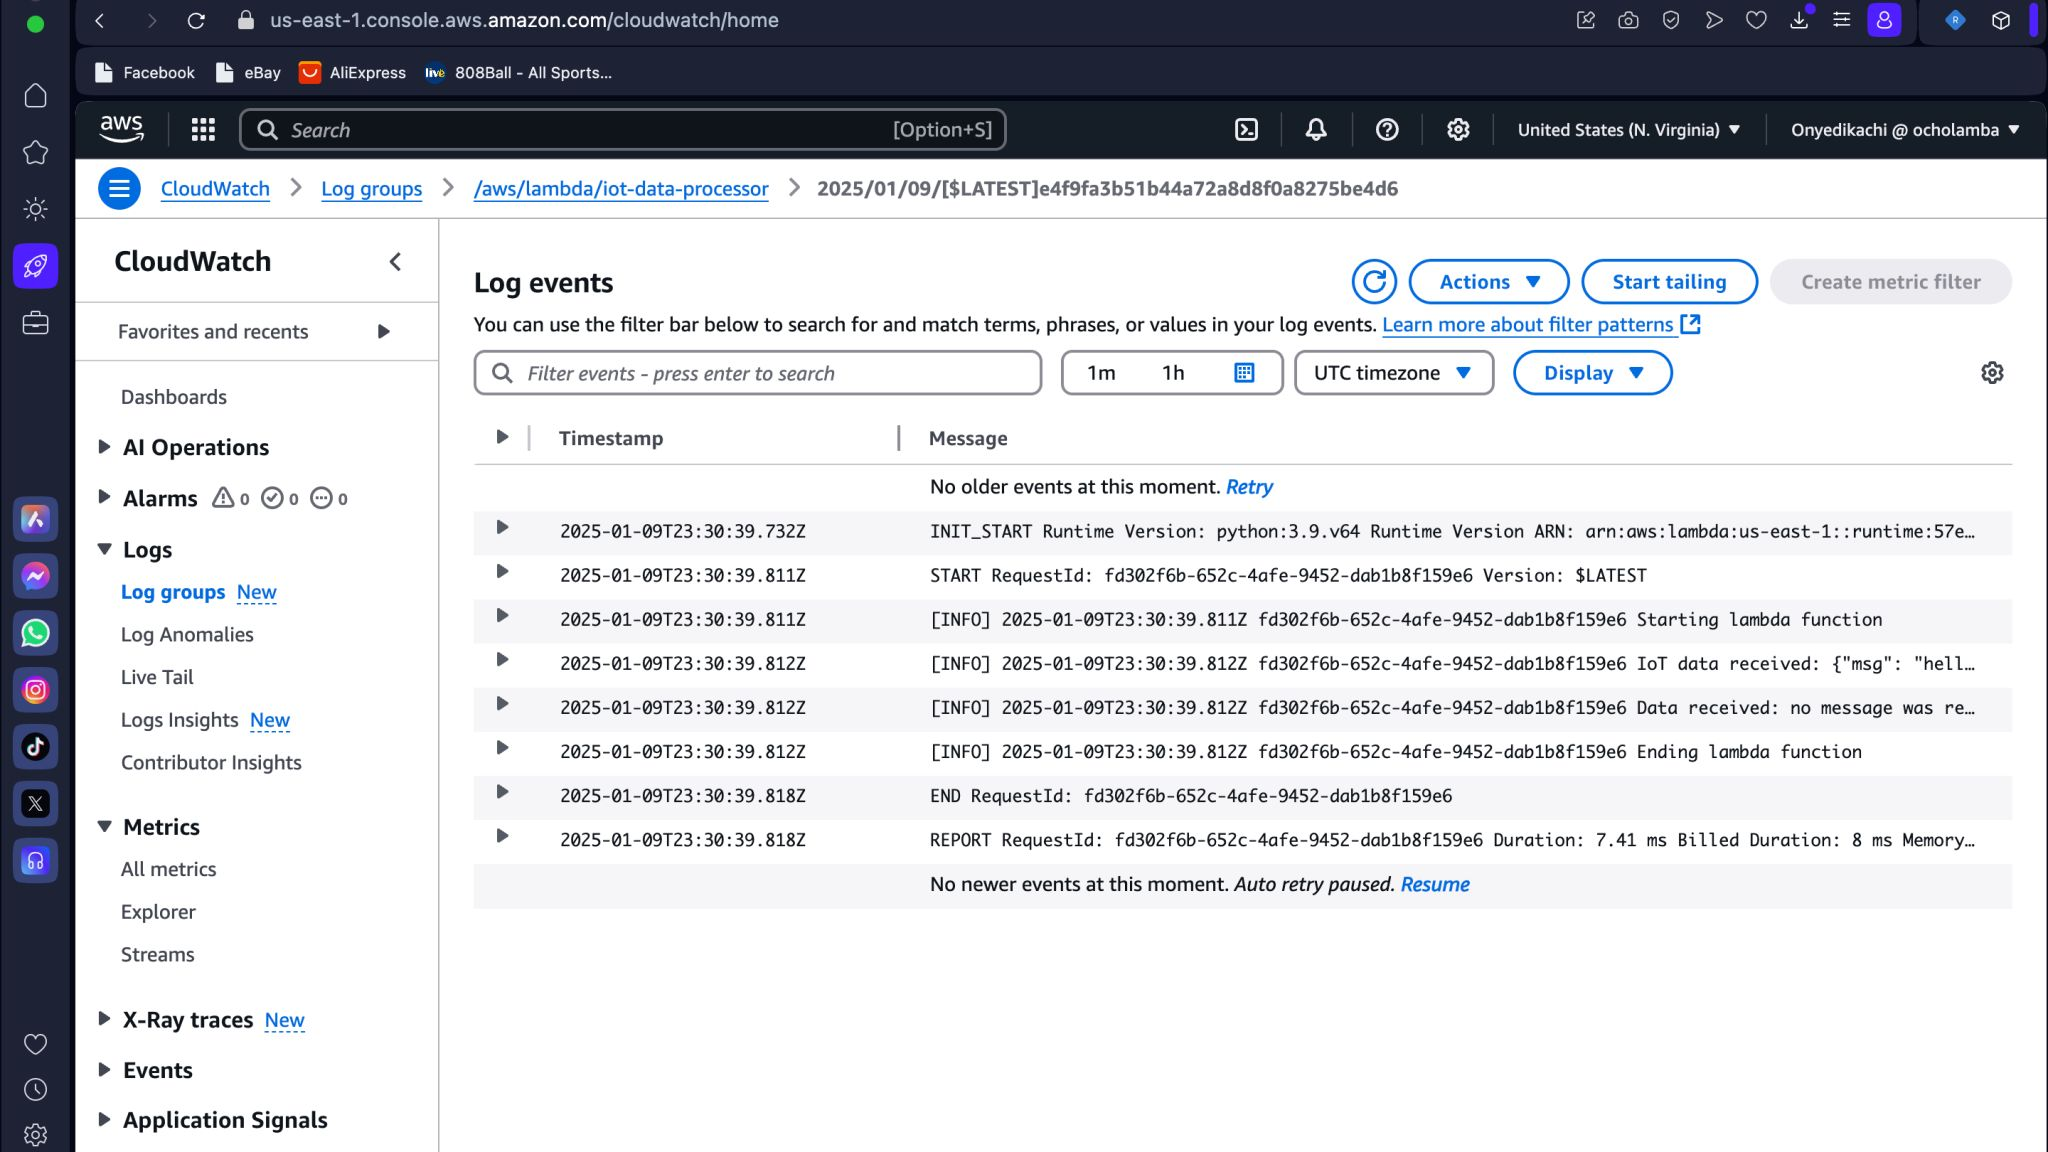 us-east-1.console.aws.amazon.com/cloudwatch/home
Facebook eBay AliExpress live 808Ball - All Sports...
aws Search [Option+S] United States (N. Virginia) Onyedikachi @ ocholamba
CloudWatch Log groups /aws/lambda/iot-data-processor 2025/01/09/[$LATEST]e4f9fa3b51b44a72a8d8f0a8275be4d6
CloudWatch
Favorites and recents
Dashboards
AI Operations
Alarms 0 0 0
Logs
Log groups New
Log Anomalies
Live Tail
Logs Insights New
Contributor Insights
Metrics
All metrics
Explorer
Streams
X-Ray traces New
Events
Application Signals
Log events
Actions Start tailing Create metric filter
You can use the filter bar below to search for and match terms, phrases, or values in your log events. Learn more about filter patterns
Filter events - press enter to search 1m 1h UTC timezone Display
Timestamp Message
No older events at this moment. Retry
2025-01-09T23:30:39.732Z INIT_START Runtime Version: python:3.9.v64 Runtime Version ARN: arn:aws:lambda:us-east-1::runtime:57e…
2025-01-09T23:30:39.811Z START RequestId: fd302f6b-652c-4afe-9452-dab1b8f159e6 Version: $LATEST
2025-01-09T23:30:39.811Z [INFO] 2025-01-09T23:30:39.811Z fd302f6b-652c-4afe-9452-dab1b8f159e6 Starting lambda function
2025-01-09T23:30:39.812Z [INFO] 2025-01-09T23:30:39.812Z fd302f6b-652c-4afe-9452-dab1b8f159e6 IoT data received: {"msg": "hell…
2025-01-09T23:30:39.812Z [INFO] 2025-01-09T23:30:39.812Z fd302f6b-652c-4afe-9452-dab1b8f159e6 Data received: no message was re…
2025-01-09T23:30:39.812Z [INFO] 2025-01-09T23:30:39.812Z fd302f6b-652c-4afe-9452-dab1b8f159e6 Ending lambda function
2025-01-09T23:30:39.818Z END RequestId: fd302f6b-652c-4afe-9452-dab1b8f159e6
2025-01-09T23:30:39.818Z REPORT RequestId: fd302f6b-652c-4afe-9452-dab1b8f159e6 Duration: 7.41 ms Billed Duration: 8 ms Memory…
No newer events at this moment. Auto retry paused. Resume